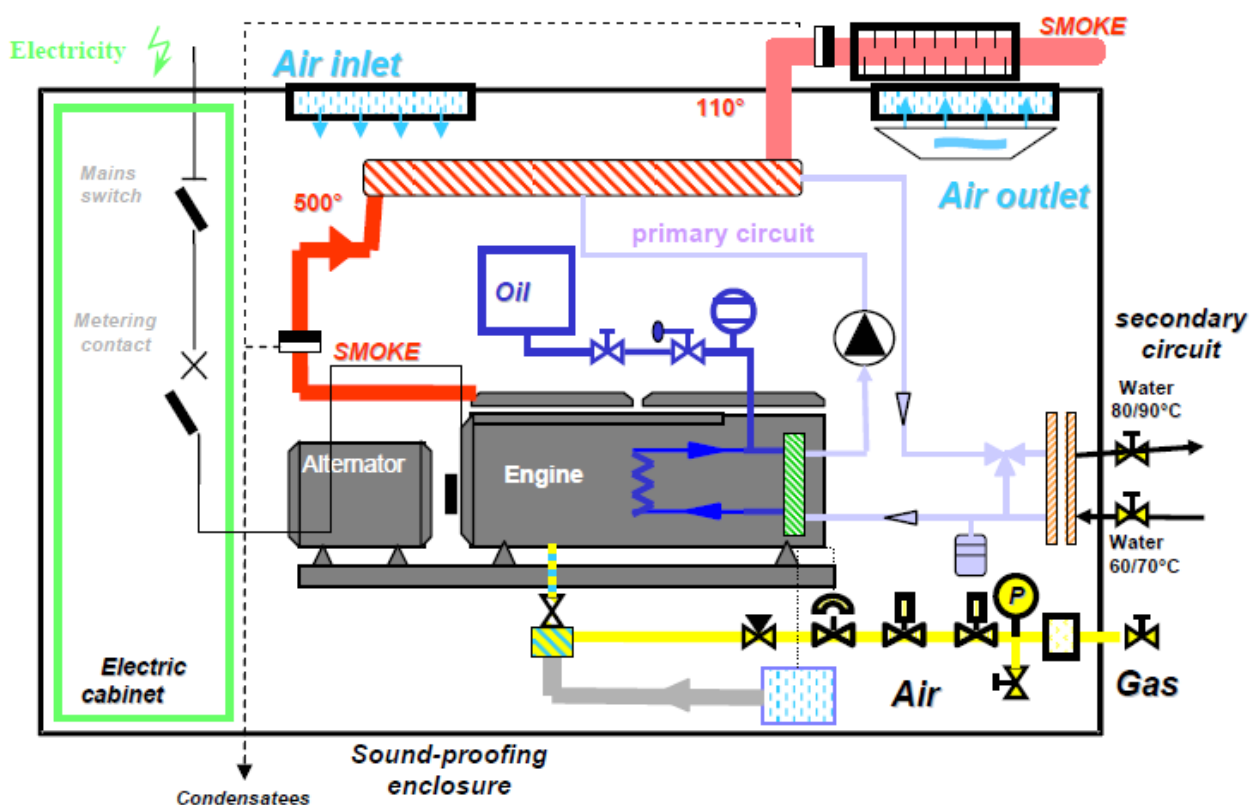 Electricity
SMOKE
Air inlet
110°
Mains
switch
500°
Air outlet
primary circuit
Oil
Metering
contact
SMOKE
secondary
circuit
Water
80/90°C
Alternator
Engine
Water
60/70°C
P
Electric
cabinet
Air
Gas
Sound-proofing
enclosure
Condensatees